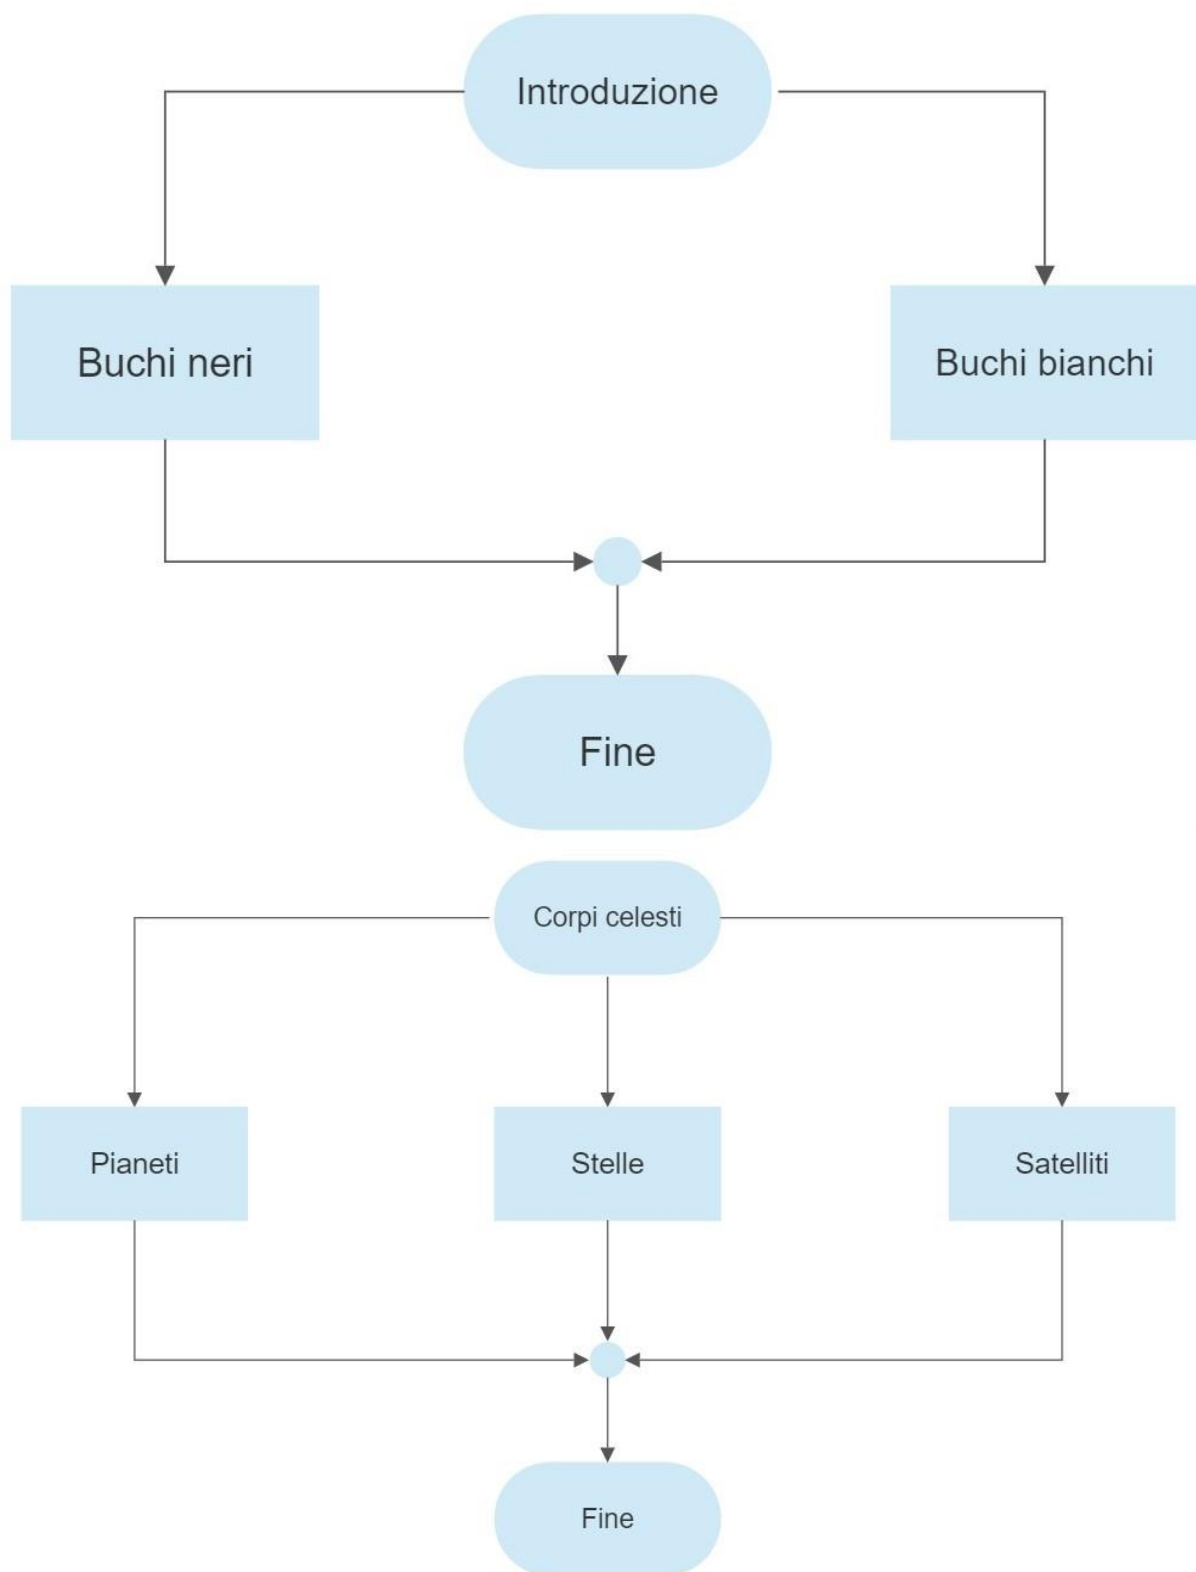 Introduzione
Buchi neri
Buchi bianchi
Fine
Corpi celesti
Pianeti
Stelle
Satelliti
Fine